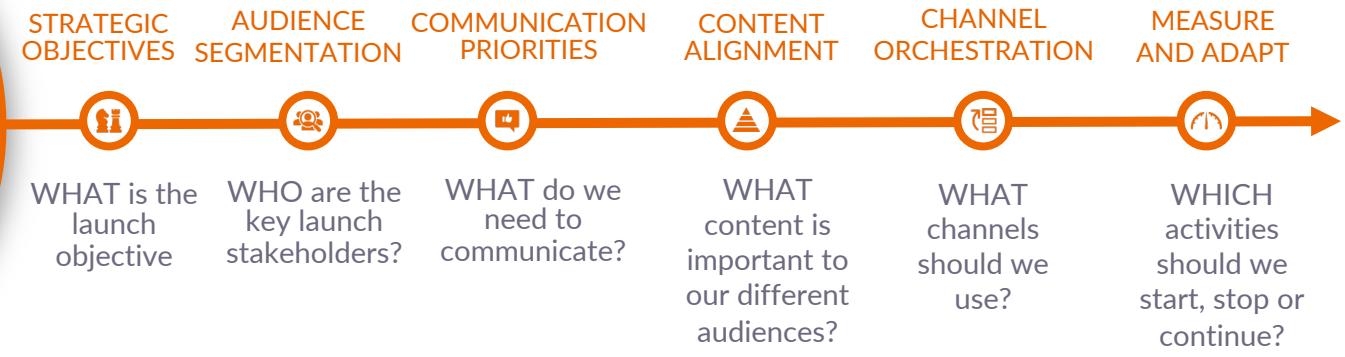 STRATEGIC
OBJECTIVES
AUDIENCE
SEGMENTATION
COMMUNICATION
PRIORITIES
CONTENT
ALIGNMENT
CHANNEL
ORCHESTRATION
MEASURE
AND ADAPT
WHAT is the
launch
objective
WHO are the
key launch
stakeholders?
WHAT do we
need to
communicate?
WHAT
content is
important to
our different
audiences?
WHAT
channels
should we
use?
WHICH
activities
should we
start, stop or
continue?